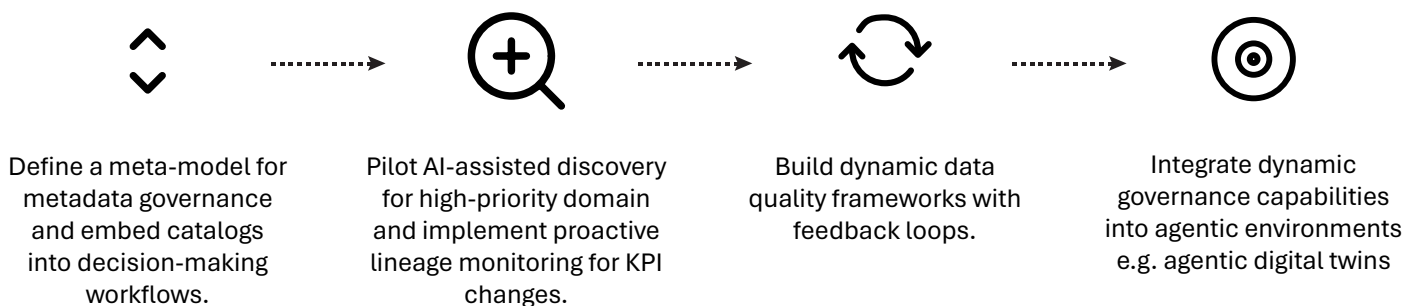 Define a meta-model for
metadata governance
and embed catalogs
into decision-making
workflows.
Pilot AI-assisted discovery
for high-priority domain
and implement proactive
lineage monitoring for KPI
changes.
Build dynamic data
quality frameworks with
feedback loops.
Integrate dynamic
governance capabilities
into agentic environments
e.g. agentic digital twins